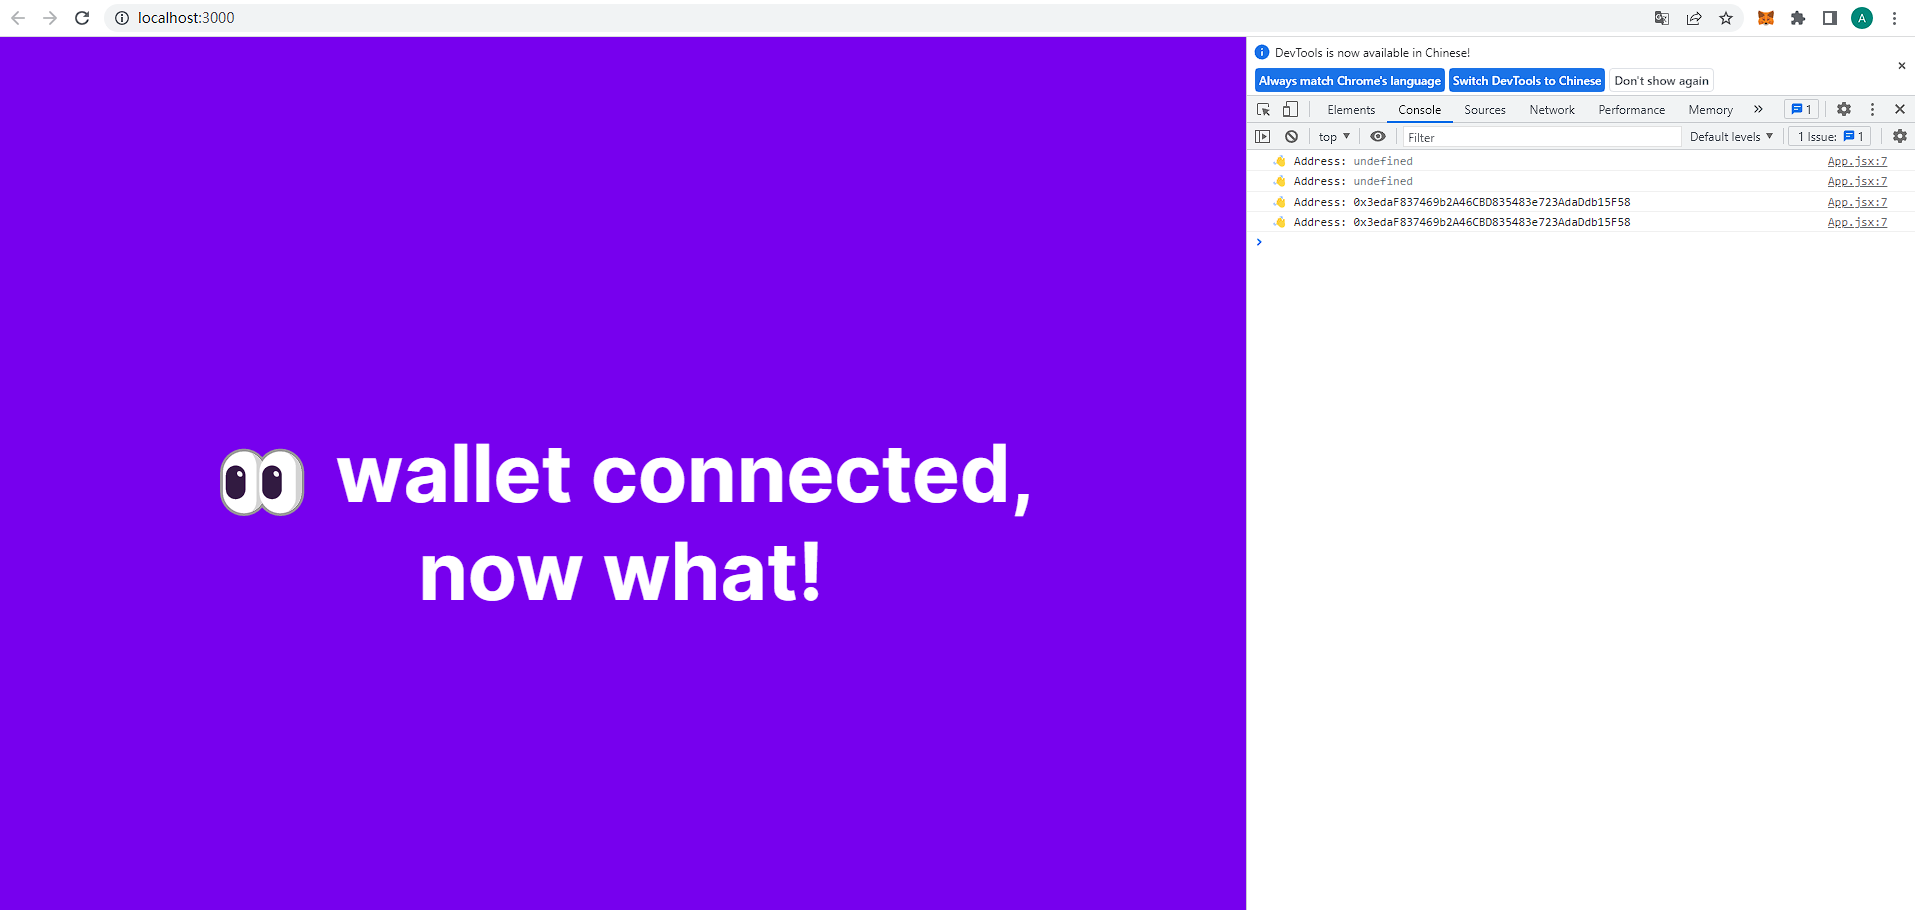 localhost:3000
A
DevTools is now available in Chinese!
Always match Chrome's language
Switch DevTools to Chinese
Don't show again
Elements
Console
Sources
Network
Performance
Memory
1
top
Filter
Default levels
1 Issue:
1
👋 Address: undefined App.jsx:7
👋 Address: undefined App.jsx:7
👋 Address: 0x3edaF837469b2A46CBD835483e723AdaDdb15F58 App.jsx:7
👋 Address: 0x3edaF837469b2A46CBD835483e723AdaDdb15F58 App.jsx:7
👀 wallet connected,
now what!